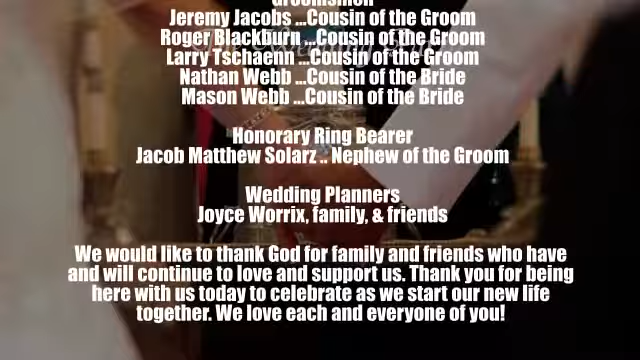 Groomsmen
Jeremy Jacobs ...Cousin of the Groom
Roger Blackburn ...Cousin of the Groom
Larry Tschaenn ...Cousin of the Groom
Nathan Webb ...Cousin of the Bride
Mason Webb ...Cousin of the Bride
Honorary Ring Bearer
Jacob Matthew Solarz .. Nephew of the Groom
Wedding Planners
Joyce Worrix, family, & friends
We would like to thank God for family and friends who have
and will continue to love and support us. Thank you for being
here with us today to celebrate as we start our new life
together. We love each and everyone of you!